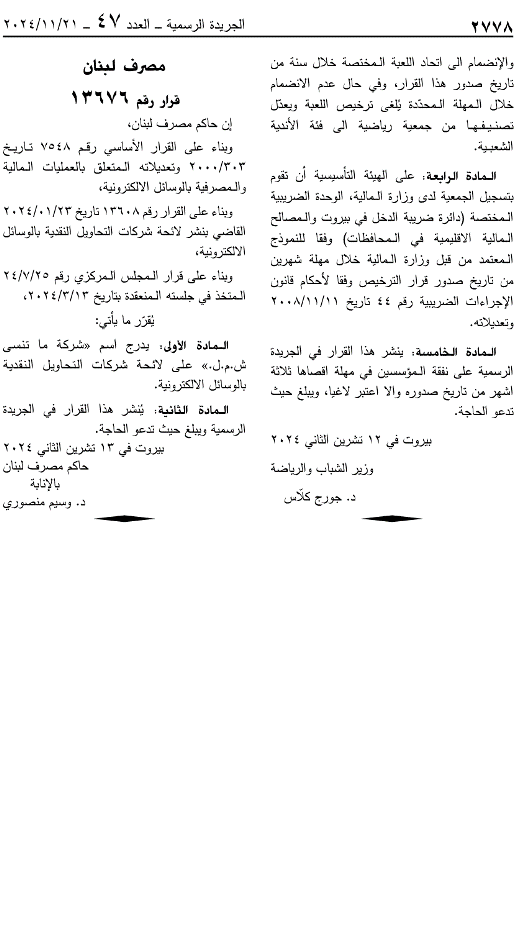 ٢٧٧٨
الجريدة الرسمية ــ العدد ٤٧ ــ ٢٠٢٤/١١/٢١
والإنضمام الى اتحاد اللعبة المختصة خلال سنة من
تاريخ صدور هذا القرار، وفي حال عدم الانضمام
خلال المهلة المحدّدة يُلغى ترخيص اللعبة ويعدّل
تصنيفها من جمعية رياضية الى فئة الأندية
الشعبية.
المادة الرابعة: على الهيئة التأسيسية أن تقوم
بتسجيل الجمعية لدى وزارة المالية، الوحدة الضريبية
المختصة (دائرة ضريبة الدخل في بيروت والمصالح
المالية الاقليمية في المحافظات) وفقا للنموذج
المعتمد من قبل وزارة المالية خلال مهلة شهرين
من تاريخ صدور قرار الترخيص وفقا لأحكام قانون
الإجراءات الضريبية رقم ٤٤ تاريخ ٢٠٠٨/١١/١١
وتعديلاته.
المادة الخامسة: ينشر هذا القرار في الجريدة
الرسمية على نفقة المؤسسين في مهلة اقصاها ثلاثة
اشهر من تاريخ صدوره والا اعتبر لاغيا، ويبلغ حيث
تدعو الحاجة.
بيروت في ١٢ تشرين الثاني ٢٠٢٤
وزير الشباب والرياضة
د. جورج كلّاس
مصرف لبنان
قرار رقم ١٣٦٧٦
إن حاكم مصرف لبنان،
وبناء على القرار الأساسي رقم ٧٥٤٨ تاريخ
٢٠٠٠/٣٠٣ وتعديلاته المتعلق بالعمليات المالية
والمصرفية بالوسائل الالكترونية،
وبناء على القرار رقم ١٣٦٠٨ تاريخ ٢٠٢٤/٠١/٢٣
القاضي بنشر لائحة شركات التحاويل النقدية بالوسائل
الالكترونية،
وبناء على قرار المجلس المركزي رقم ٢٤/٧/٢٥
المتخذ في جلسته المنعقدة بتاريخ ٢٠٢٤/٣/١٣،
يُقرّر ما يأتي:
المادة الأولى: يدرج اسم «شركة ما تنسى
ش.م.ل.» على لائحة شركات التحاويل النقدية
بالوسائل الالكترونية.
المادة الثانية: يُنشر هذا القرار في الجريدة
الرسمية ويبلغ حيث تدعو الحاجة.
بيروت في ١٣ تشرين الثاني ٢٠٢٤
حاكم مصرف لبنان
بالإنابة
د. وسيم منصوري